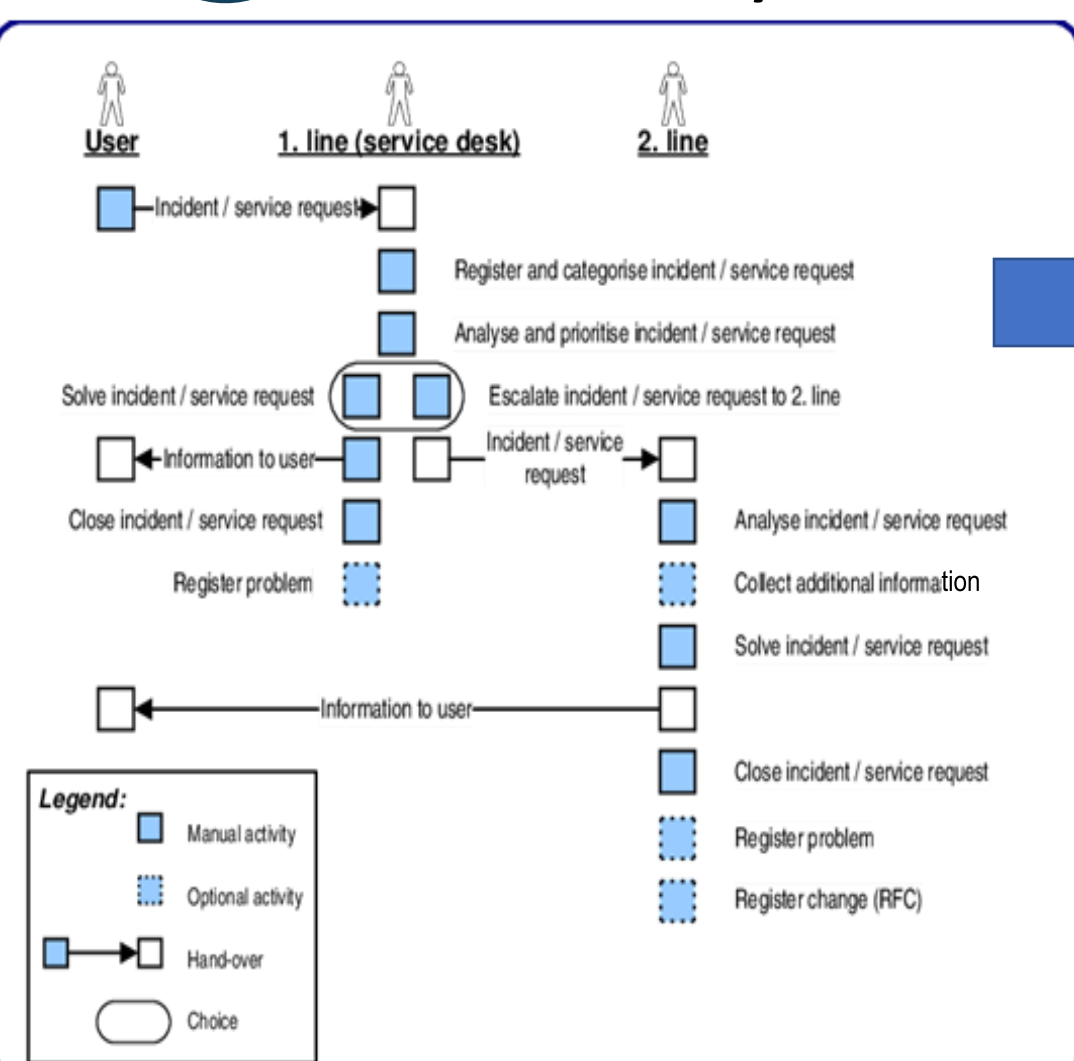 User
1. line (service desk)
2. line
Incident / service request
Register and categorise incident / service request
Analyse and prioritise incident / service request
Solve incident / service request
Escalate incident / service request to 2. line
Information to user
Incident / service
request
Close incident / service request
Analyse incident / service request
Register problem
Collect additional information
Solve incident / service request
Information to user
Close incident / service request
Legend:
Manual activity
Register problem
Optional activity
Register change (RFC)
Hand-over
Choice